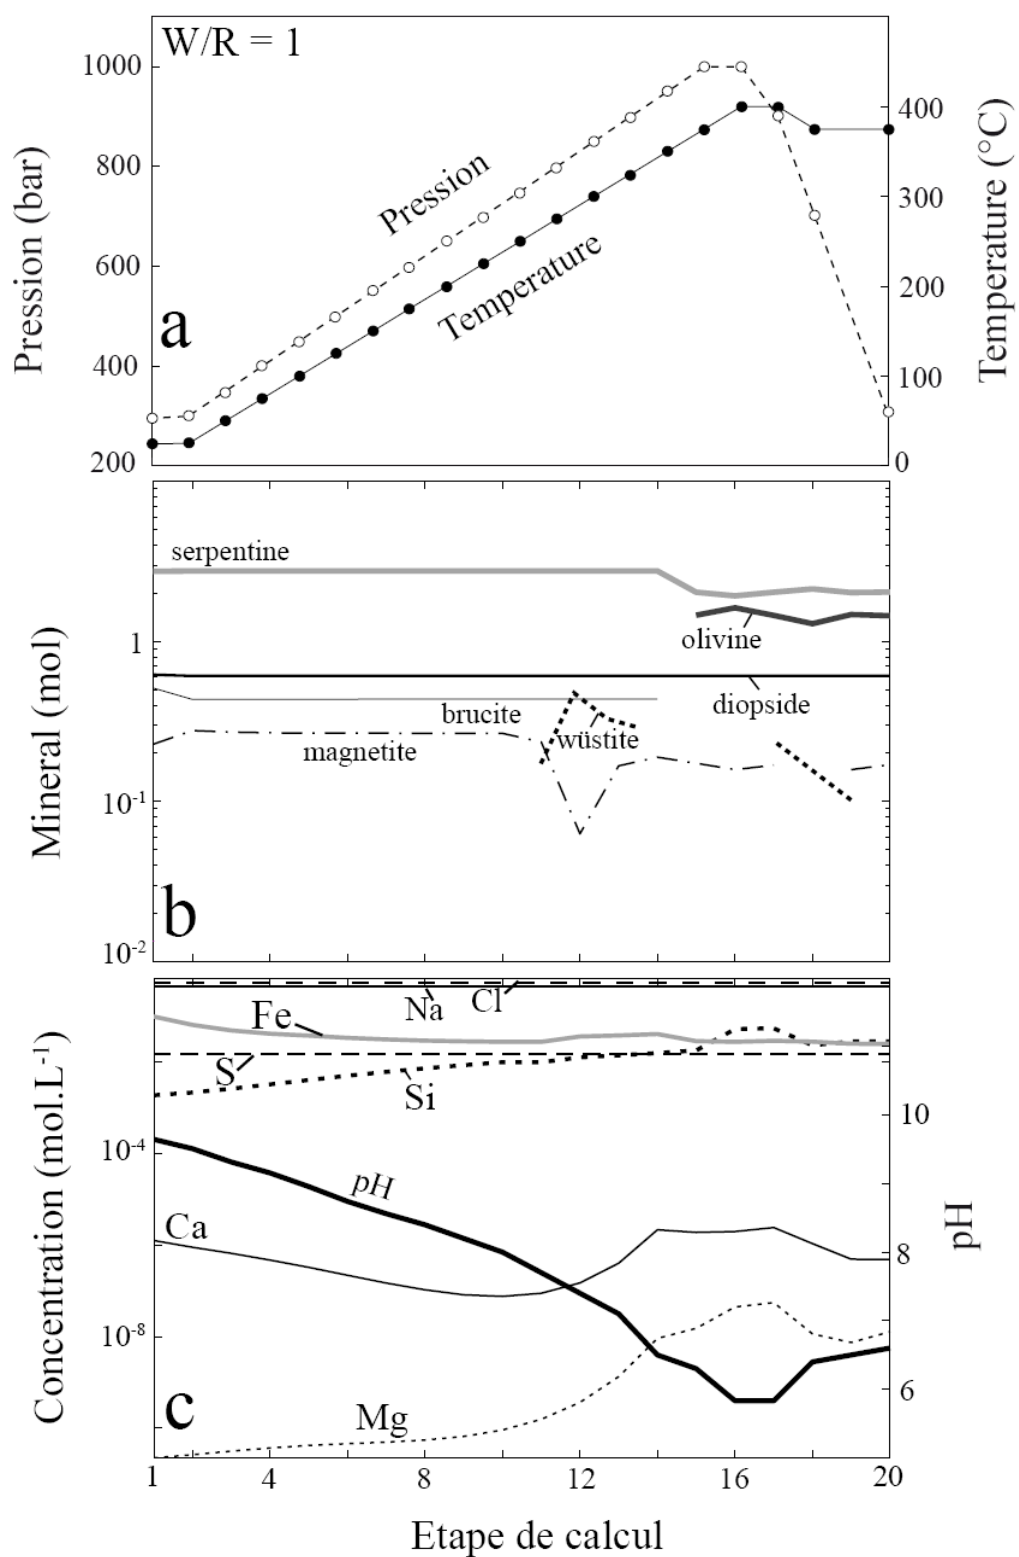 W/R = 1
1000
800
600
400
200
Pression (bar)
Pression
Temperature
a
400
300
200
100
0
Temperature (°C)
serpentine
olivine
diopside
brucite
wüstite
magnetite
1
10-1
10-2
Mineral (mol)
b
Na
Cl
Fe
S
Si
pH
Ca
Mg
10-4
10-8
Concentration (mol.L-1)
c
10
8
6
pH
1 4 8 12 16 20
Etape de calcul